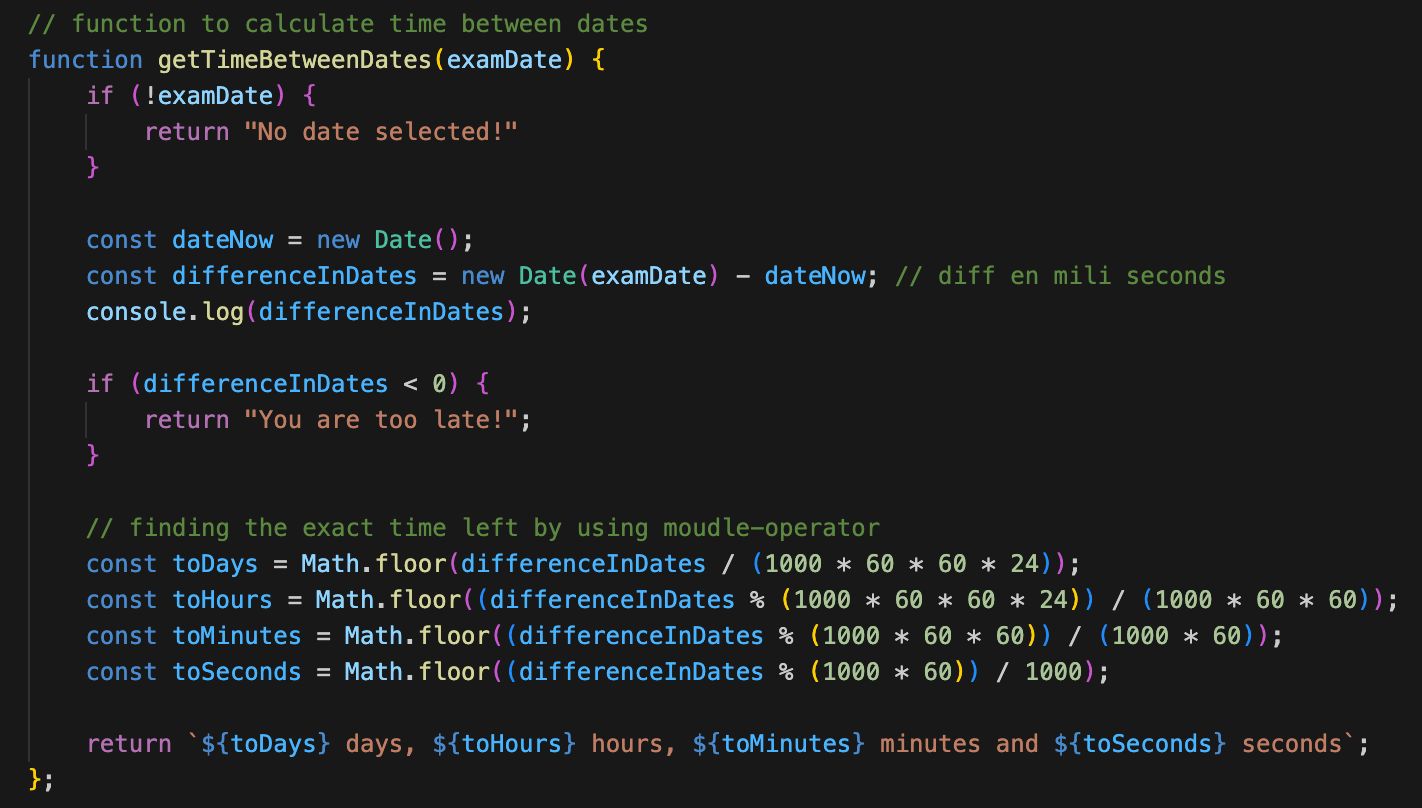 // function to calculate time between dates
function getTimeBetweenDates(examDate) {
    if (!examDate) {
        return "No date selected!"
    }

    const dateNow = new Date();
    const differenceInDates = new Date(examDate) - dateNow; // diff en mili seconds
    console.log(differenceInDates);

    if (differenceInDates < 0) {
        return "You are too late!";
    }

    // finding the exact time left by using moudle-operator
    const toDays = Math.floor(differenceInDates / (1000 * 60 * 60 * 24));
    const toHours = Math.floor((differenceInDates % (1000 * 60 * 60 * 24)) / (1000 * 60 * 60));
    const toMinutes = Math.floor((differenceInDates % (1000 * 60 * 60)) / (1000 * 60));
    const toSeconds = Math.floor((differenceInDates % (1000 * 60)) / 1000);

    return `${toDays} days, ${toHours} hours, ${toMinutes} minutes and ${toSeconds} seconds`;
};